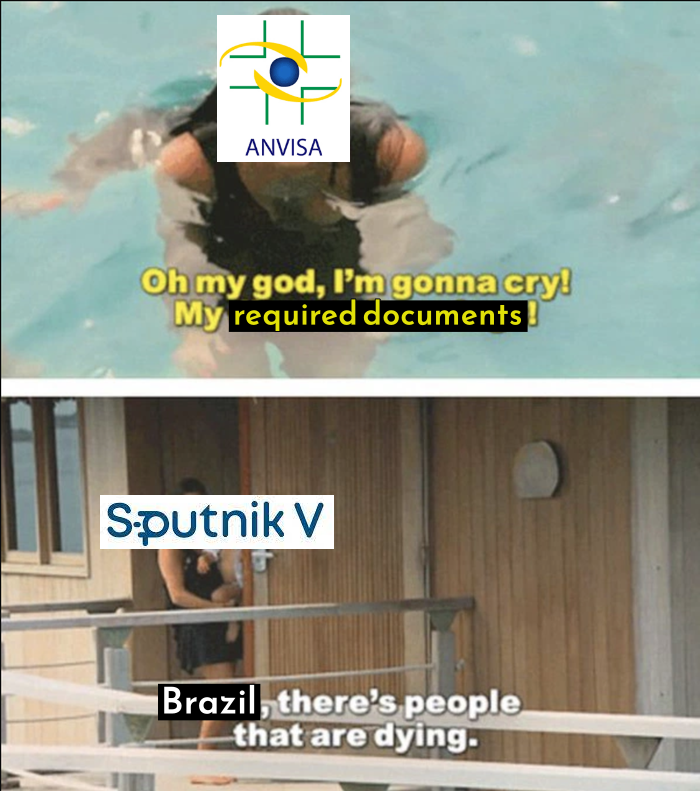 ANVISA
Oh my god, I'm gonna cry!
My required documents!
Sputnik V
Brazil, there's people
that are dying.